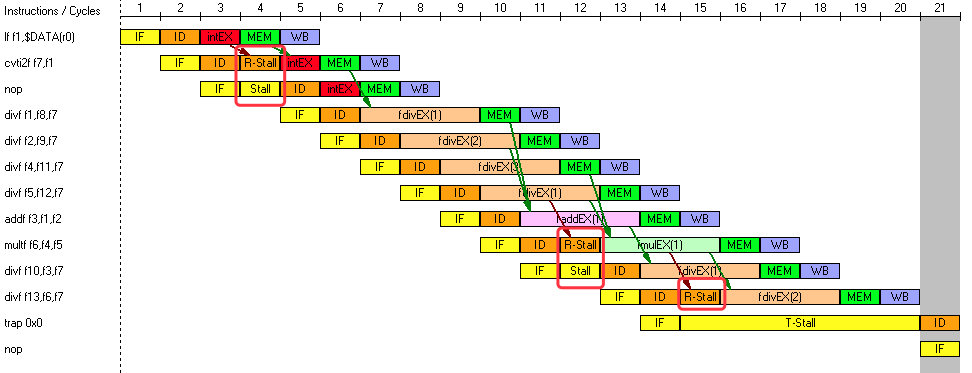 Instructions / Cycles 1 2 3 4 5 6 7 8 9 10 11 12 13 14 15 16 17 18 19 20 21
lf f1,$DATA(r0) IF ID intEX MEM WB
cvti2f f7,f1 IF ID R-Stall intEX MEM WB
nop IF Stall ID intEX MEM WB
divf f1,f8,f7 IF ID fdivEX(1) MEM WB
divf f2,f9,f7 IF ID fdivEX(2) MEM WB
divf f4,f11,f7 IF ID fdivEX(3) MEM WB
divf f5,f12,f7 IF ID fdivEX(1) MEM WB
addf f3,f1,f2 IF ID faddEX(1) MEM WB
multf f6,f4,f5 IF ID R-Stall fmulEX(1) MEM WB
divf f10,f3,f7 IF Stall ID fdivEX(1) MEM WB
divf f13,f6,f7 IF ID R-Stall fdivEX(2) MEM WB
trap 0x0 IF T-Stall ID
nop IF